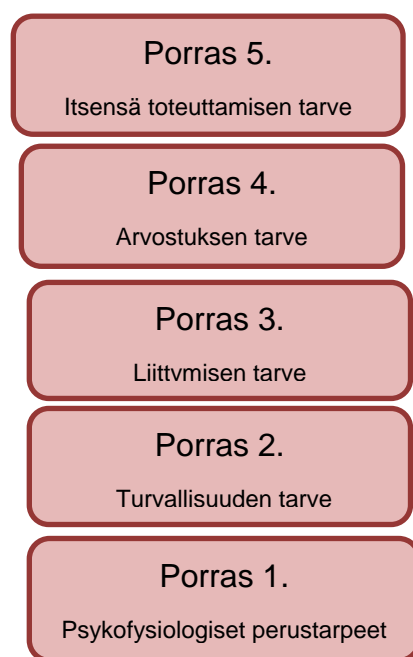 Porras 5.
Itsensä toteuttamisen tarve
Porras 4.
Arvostuksen tarve
Porras 3.
Liittymisen tarve
Porras 2.
Turvallisuuden tarve
Porras 1.
Psykofysiologiset perustarpeet